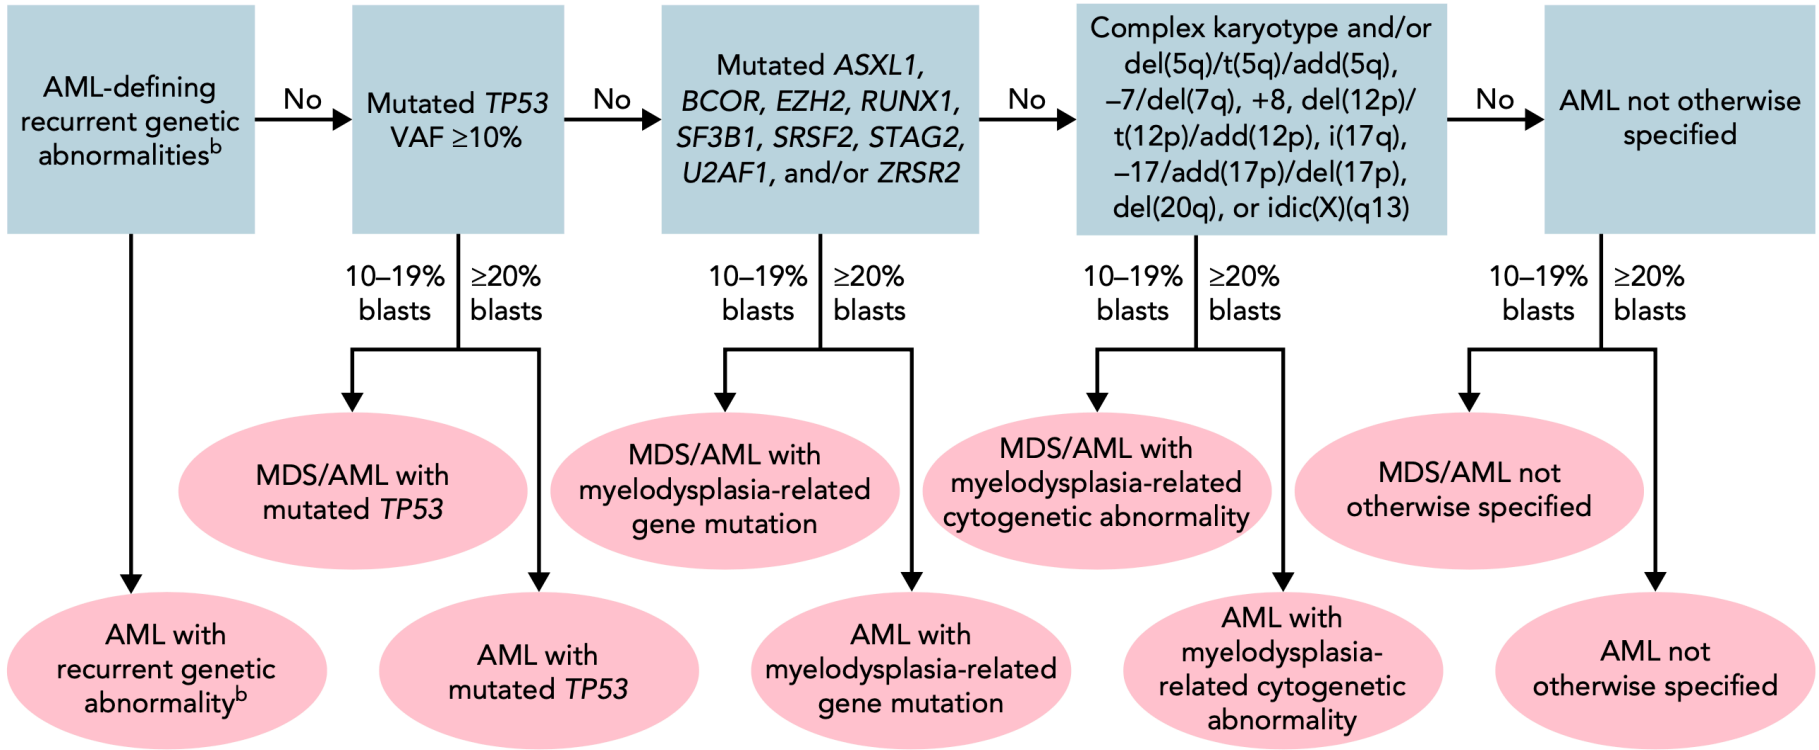 AML-defining
recurrent genetic
abnormalitiesᵇ
No
Mutated TP53
VAF ≥10%
No
Mutated ASXL1,
BCOR, EZH2, RUNX1,
SF3B1, SRSF2, STAG2,
U2AF1, and/or ZRSR2
No
Complex karyotype and/or
del(5q)/t(5q)/add(5q),
–7/del(7q), +8, del(12p)/
t(12p)/add(12p), i(17q),
–17/add(17p)/del(17p),
del(20q), or idic(X)(q13)
No
AML not otherwise
specified
10–19%
blasts
≥20%
blasts
10–19%
blasts
≥20%
blasts
10–19%
blasts
≥20%
blasts
10–19%
blasts
≥20%
blasts
MDS/AML with
mutated TP53
MDS/AML with
myelodysplasia-related
gene mutation
MDS/AML with
myelodysplasia-related
cytogenetic abnormality
MDS/AML not
otherwise specified
AML with
recurrent genetic
abnormalityᵇ
AML with
mutated TP53
AML with
myelodysplasia-related
gene mutation
AML with
myelodysplasia-
related cytogenetic
abnormality
AML not
otherwise specified